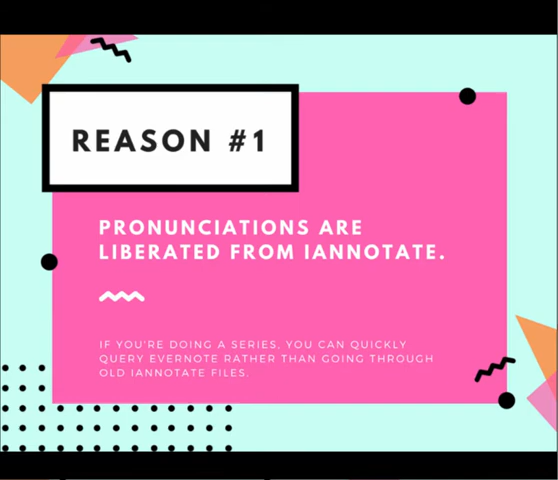 REASON #1
PRONUNCIATIONS ARE
LIBERATED FROM IANNOTATE.
IF YOU'RE DOING A SERIES, YOU CAN QUICKLY
QUERY EVERNOTE RATHER THAN GOING THROUGH
OLD IANNOTATE FILES.